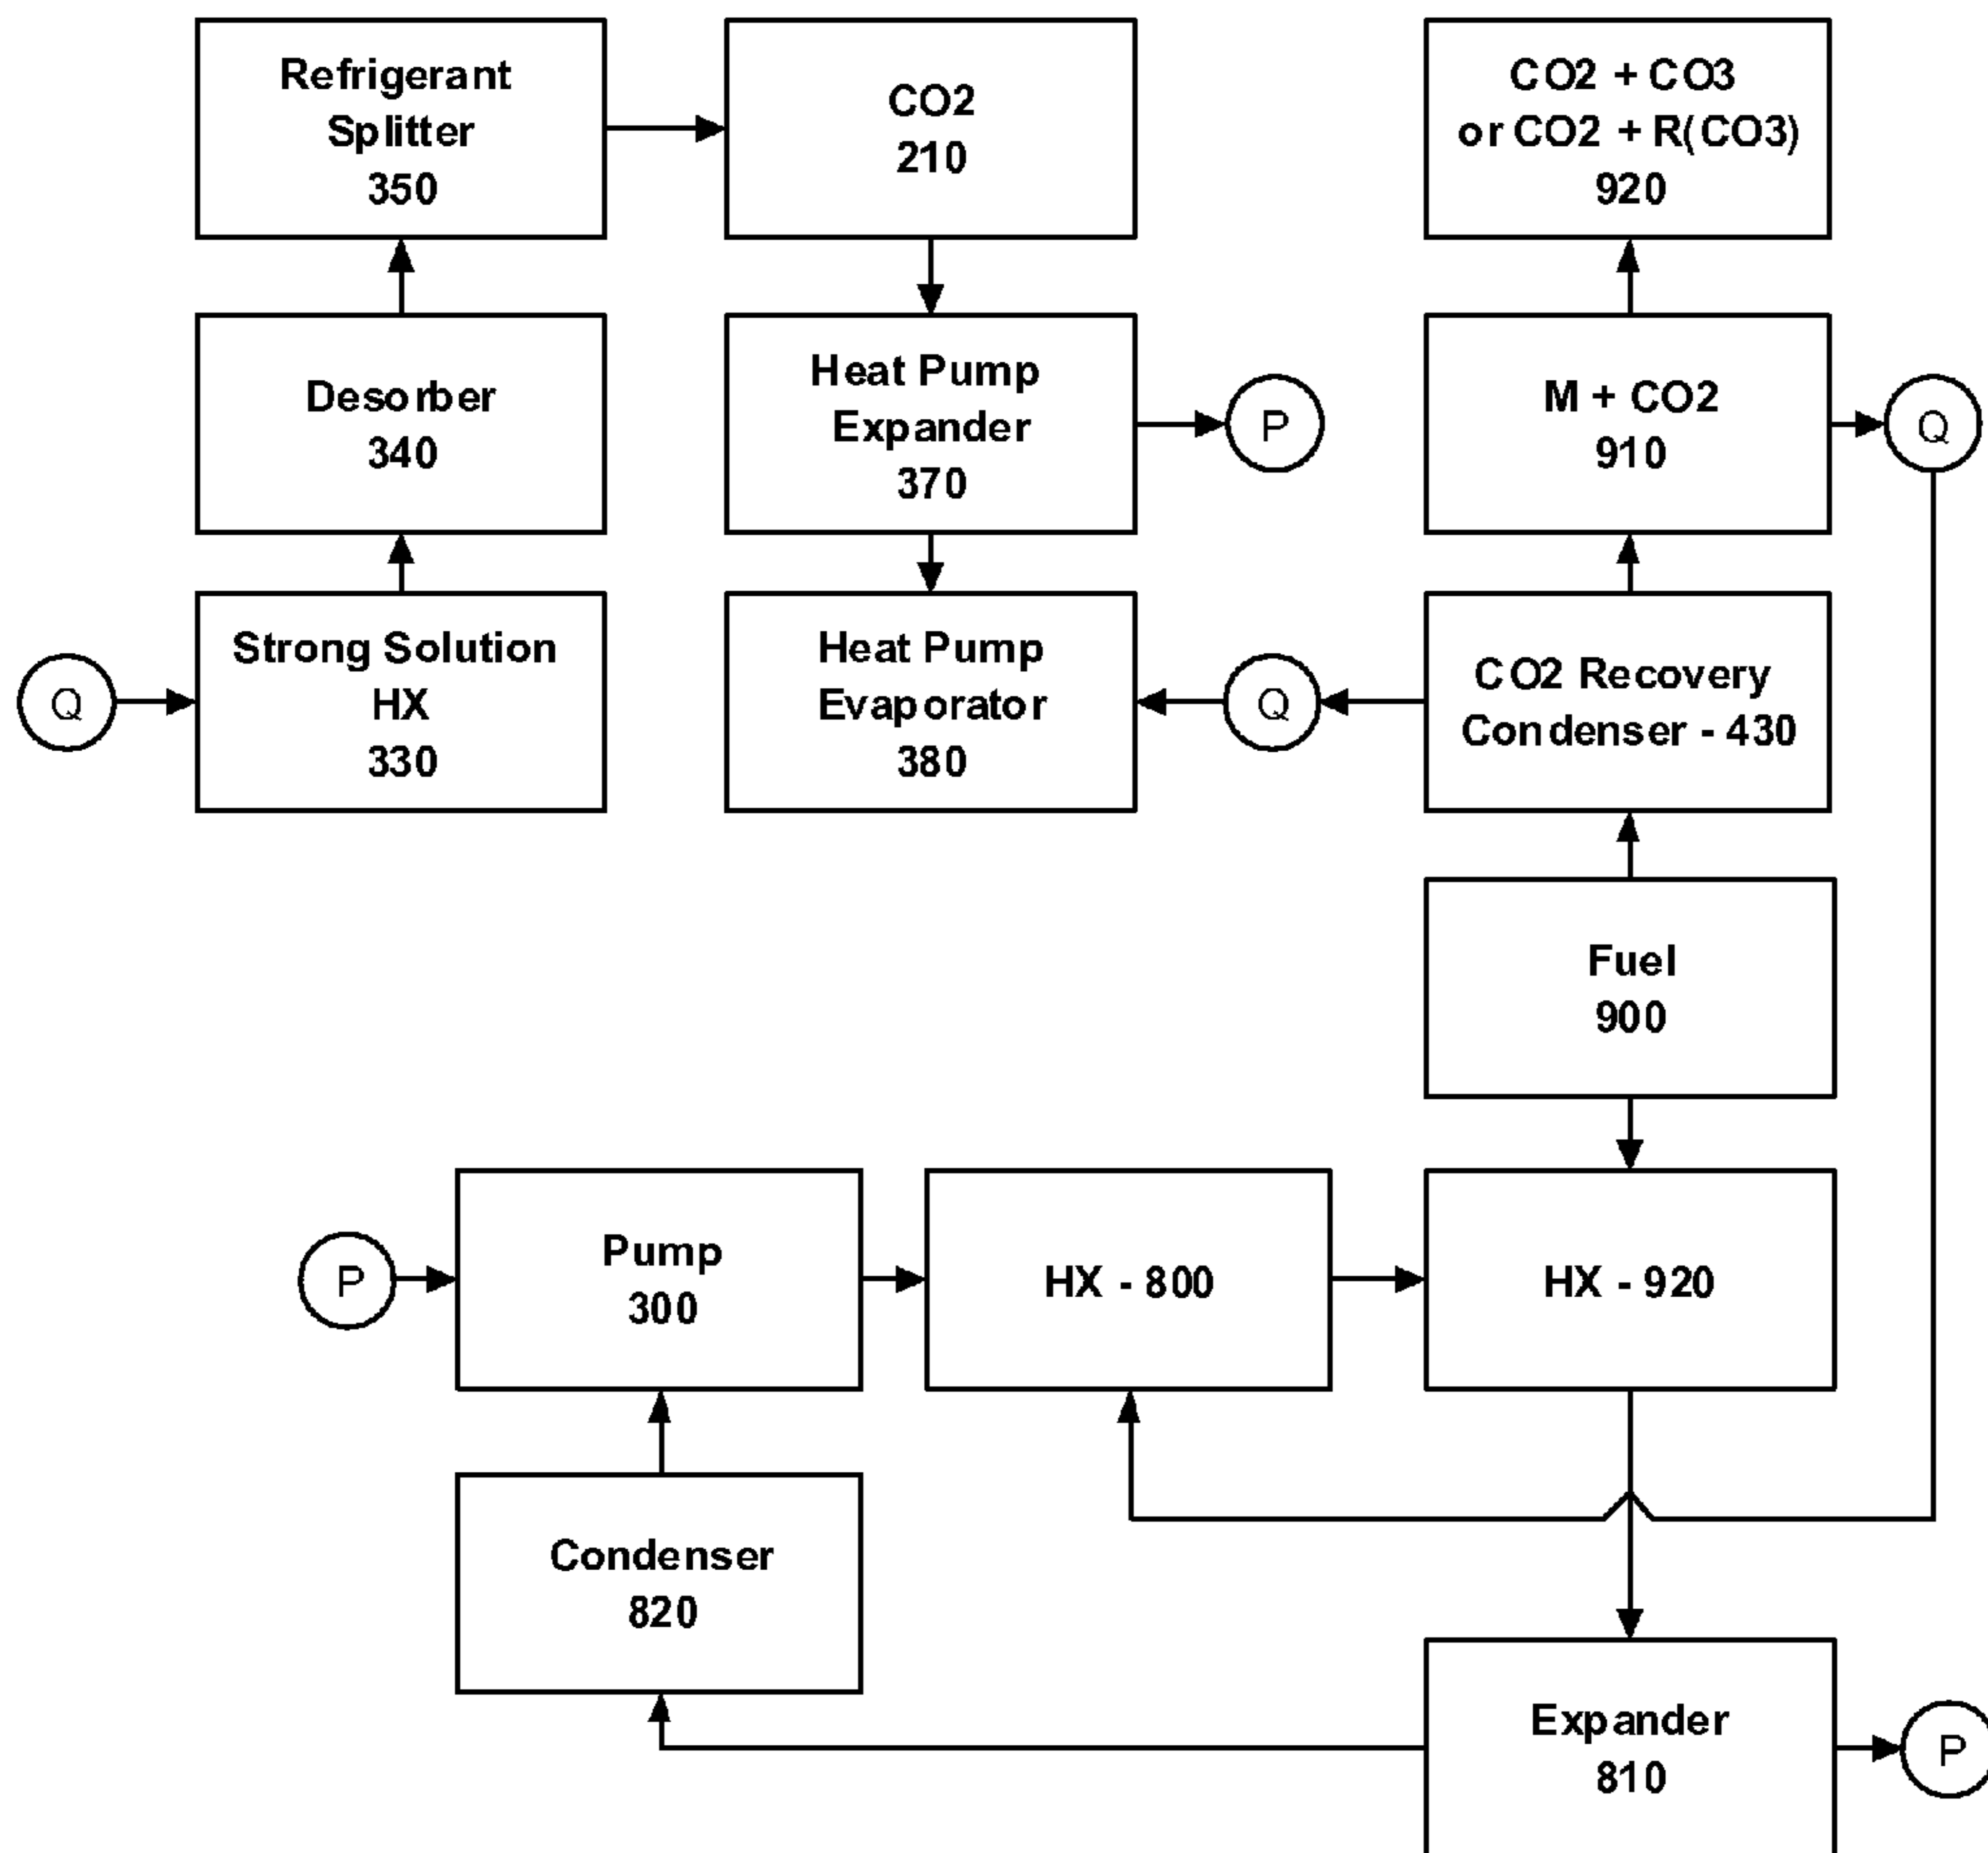 Refrigerant
Splitter
350
CO2
210
CO2 + CO3
or CO2 + R(CO3)
920
Desorber
340
Heat Pump
Expander
370
P
M + CO2
910
Q
Q
Strong Solution
HX
330
Heat Pump
Evaporator
380
Q
CO2 Recovery
Condenser - 430
Fuel
900
P
Pump
300
HX - 800
HX - 920
Condenser
820
Expander
810
P